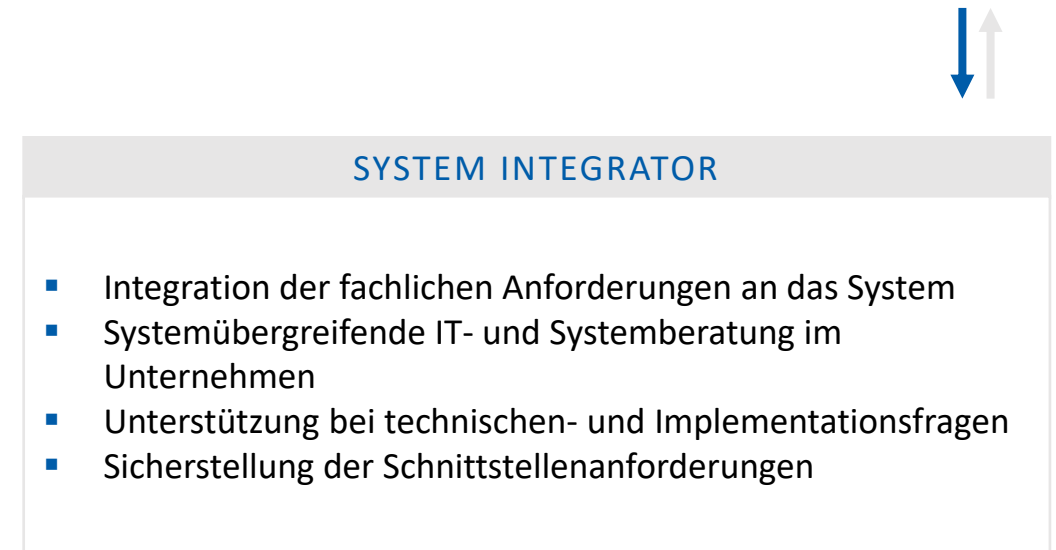 SYSTEM INTEGRATOR
▪ Integration der fachlichen Anforderungen an das System
▪ Systemübergreifende IT- und Systemberatung im
Unternehmen
▪ Unterstützung bei technischen- und Implementationsfragen
▪ Sicherstellung der Schnittstellenanforderungen